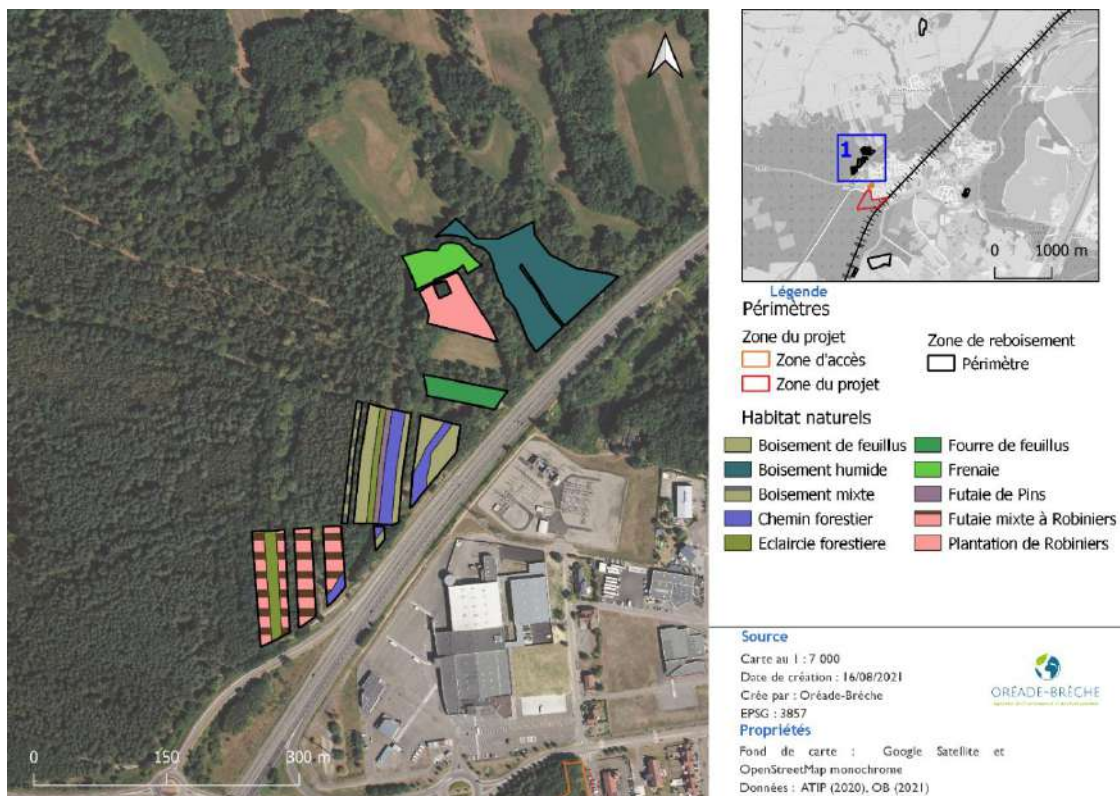 0 150 300 m
1
0 1000 m
Légende
Périmètres
Zone du projet
Zone d'accès
Zone du projet
Zone de reboisement
Périmètre
Habitat naturels
Boisement de feuillus
Boisement humide
Boisement mixte
Chemin forestier
Eclaircie forestiere
Fourre de feuillus
Frenaie
Futaie de Pins
Futaie mixte à Robiniers
Plantation de Robiniers
Source
Carte au 1 : 7 000
Date de création : 16/08/2021
Crée par : Oréade-Brèche
EPSG : 3857
Propriétés
Fond de carte : Google Satellite et
OpenStreetMap monochrome
Données : ATIP (2020), OB (2021)
ORÉADE-BRÈCHE